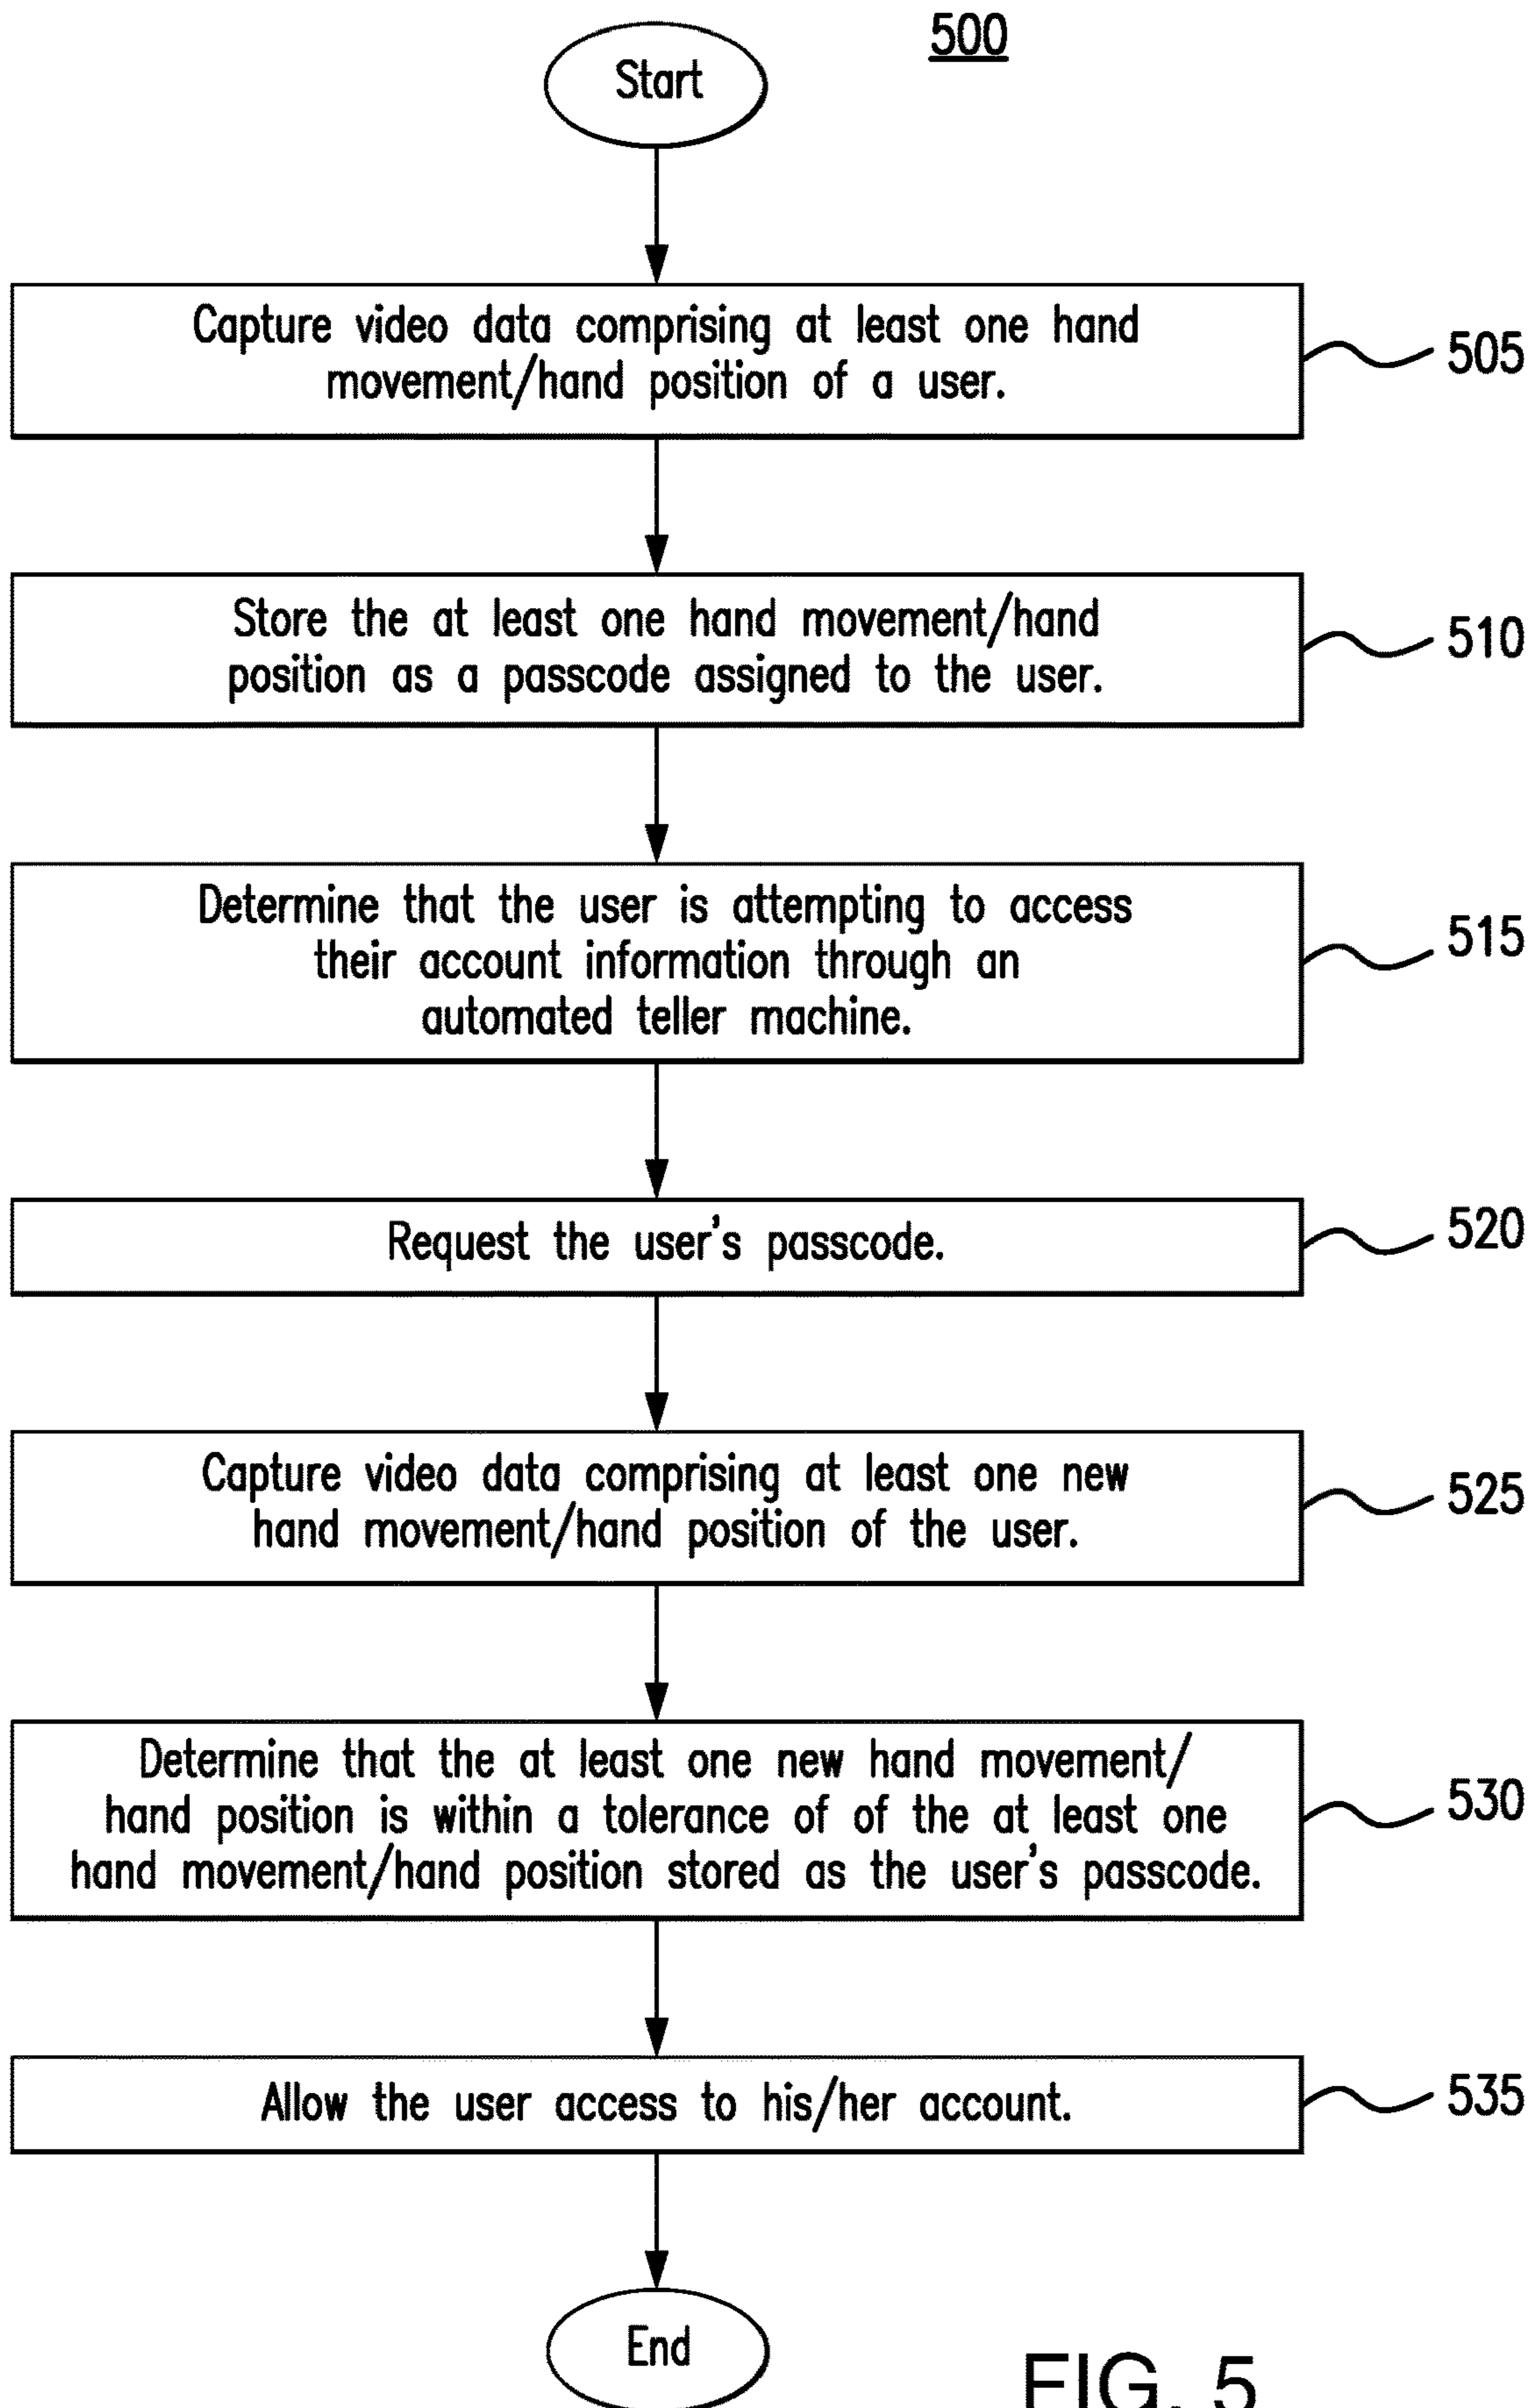 500
Start
Capture video data comprising at least one hand
movement/hand position of a user.
505
Store the at least one hand movement/hand
position as a passcode assigned to the user.
510
Determine that the user is attempting to access
their account information through an
automated teller machine.
515
Request the user's passcode.
520
Capture video data comprising at least one new
hand movement/hand position of the user.
525
Determine that the at least one new hand movement/
hand position is within a tolerance of of the at least one
hand movement/hand position stored as the user's passcode.
530
Allow the user access to his/her account.
535
End
FIG. 5